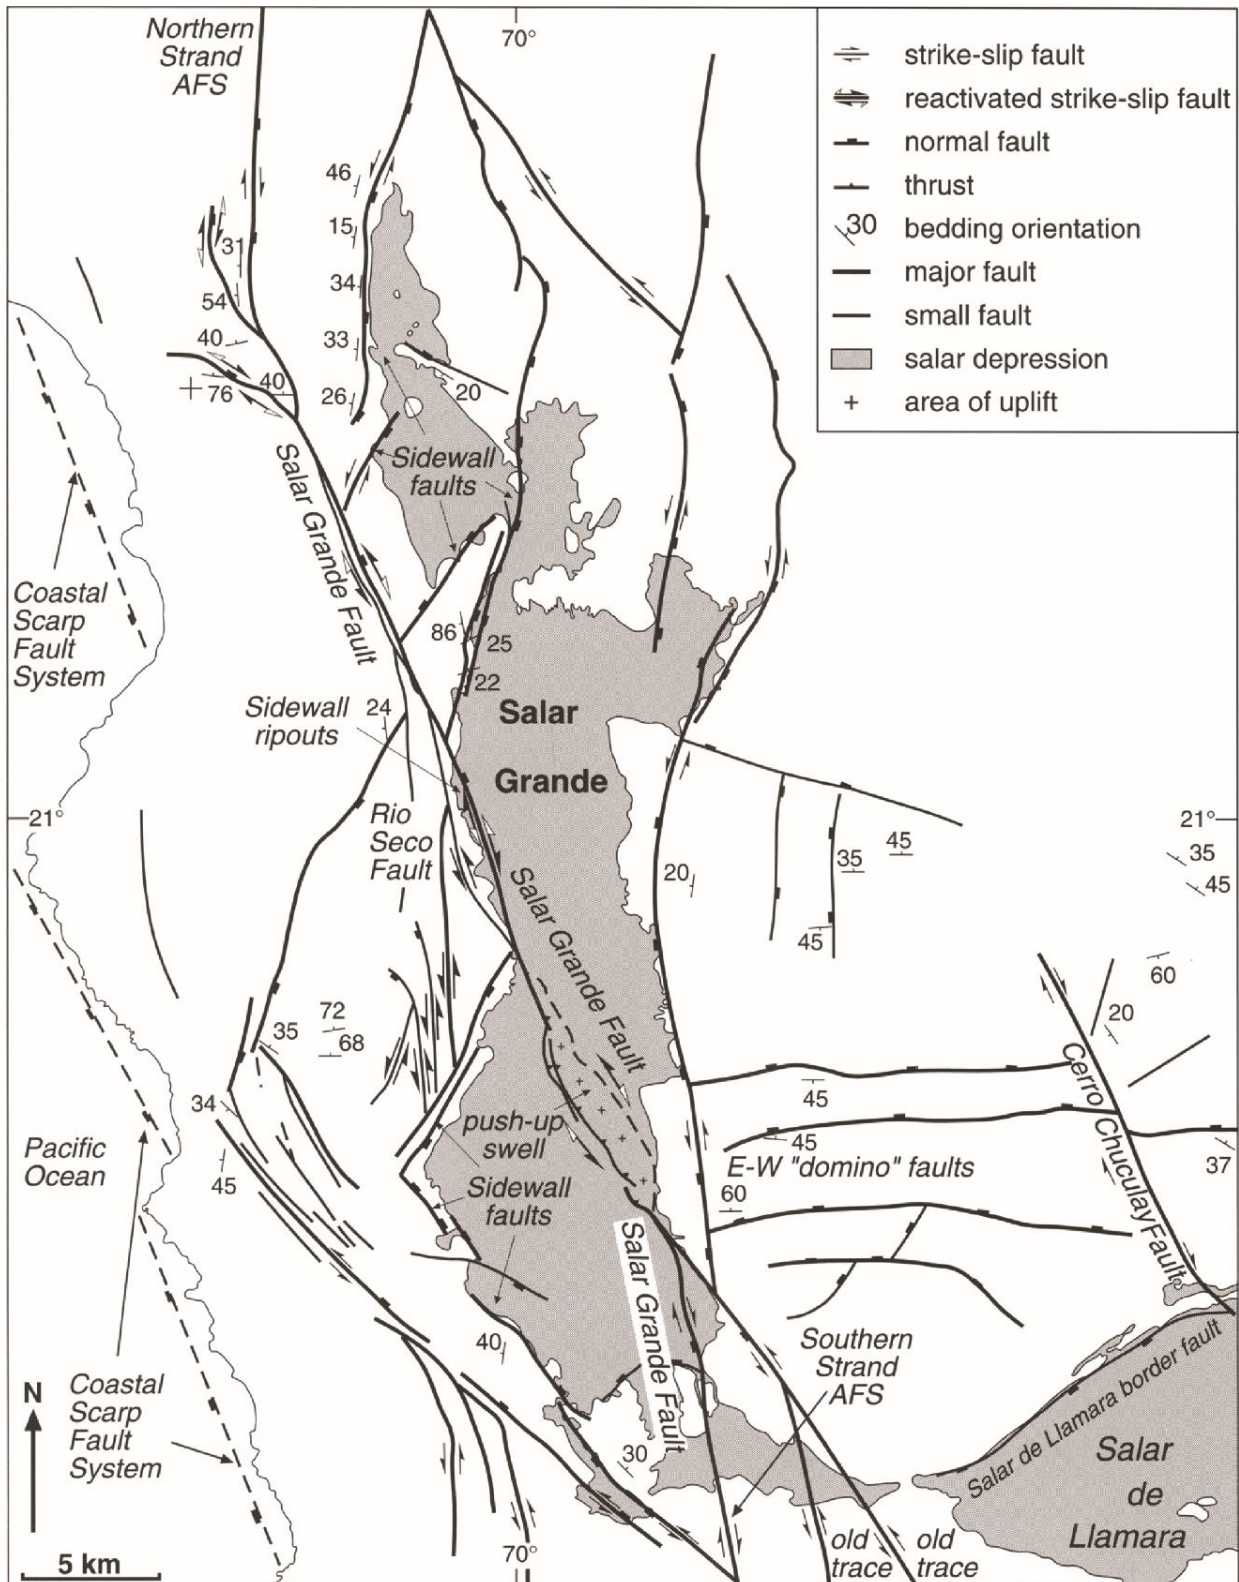 Northern
Strand
AFS
70°
strike-slip fault
reactivated strike-slip fault
normal fault
thrust
30
bedding orientation
major fault
small fault
salar depression
+
area of uplift
46
15
31
34
54
40
33
76
40
26
20
Sidewall
faults
Salar Grande Fault
Coastal
Scarp
Fault
System
86
25
22
24
Sidewall
ripouts
Salar
Grande
21°
21°
Rio
Seco
Fault
20
35
45
45
35
45
Salar Grande Fault
72
68
35
60
20
34
45
Pacific
Ocean
push-up
swell
Sidewall
faults
45
45
E-W "domino" faults
60
37
Cerro Chuculay Fault
Salar Grande Fault
40
30
Southern
Strand
AFS
Salar de Llamara border fault
Salar
de
Llamara
N
Coastal
Scarp
Fault
System
5 km
70°
old
trace
old
trace